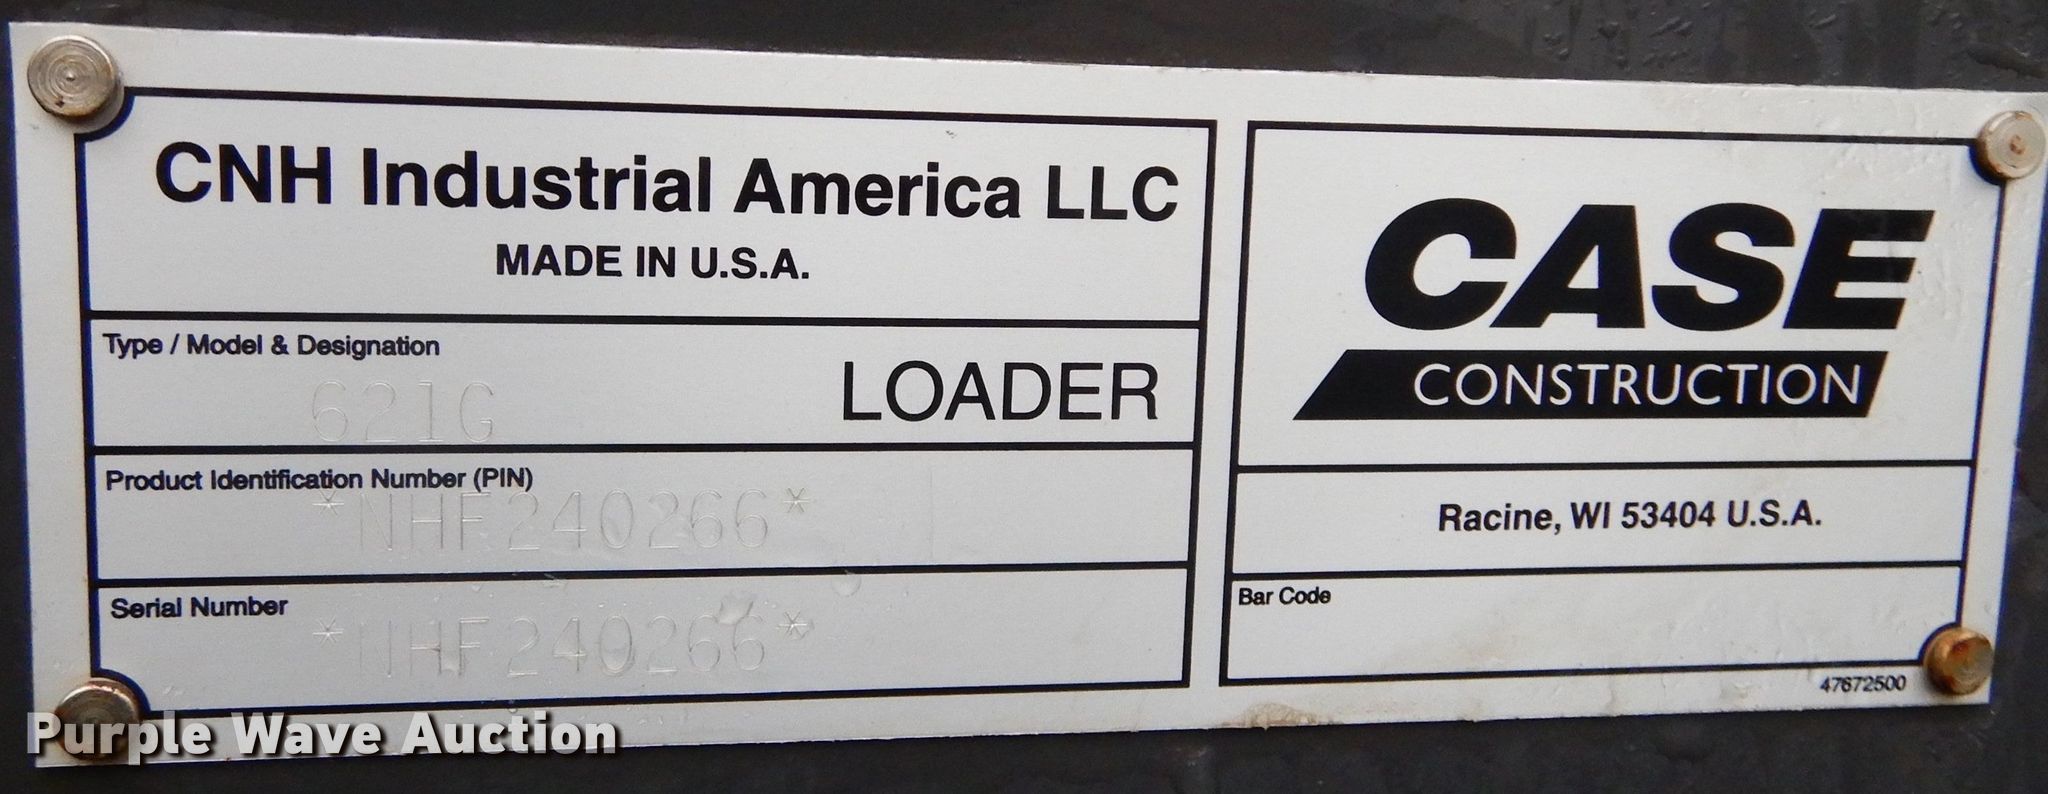 CNH Industrial America LLC
MADE IN U.S.A.
Type / Model & Designation
621G
LOADER
Product Identification Number (PIN)
*NHF240266*
Serial Number
*NHF240266*
CASE
CONSTRUCTION
Racine, WI 53404 U.S.A.
Bar Code
47672500
Purple Wave Auction